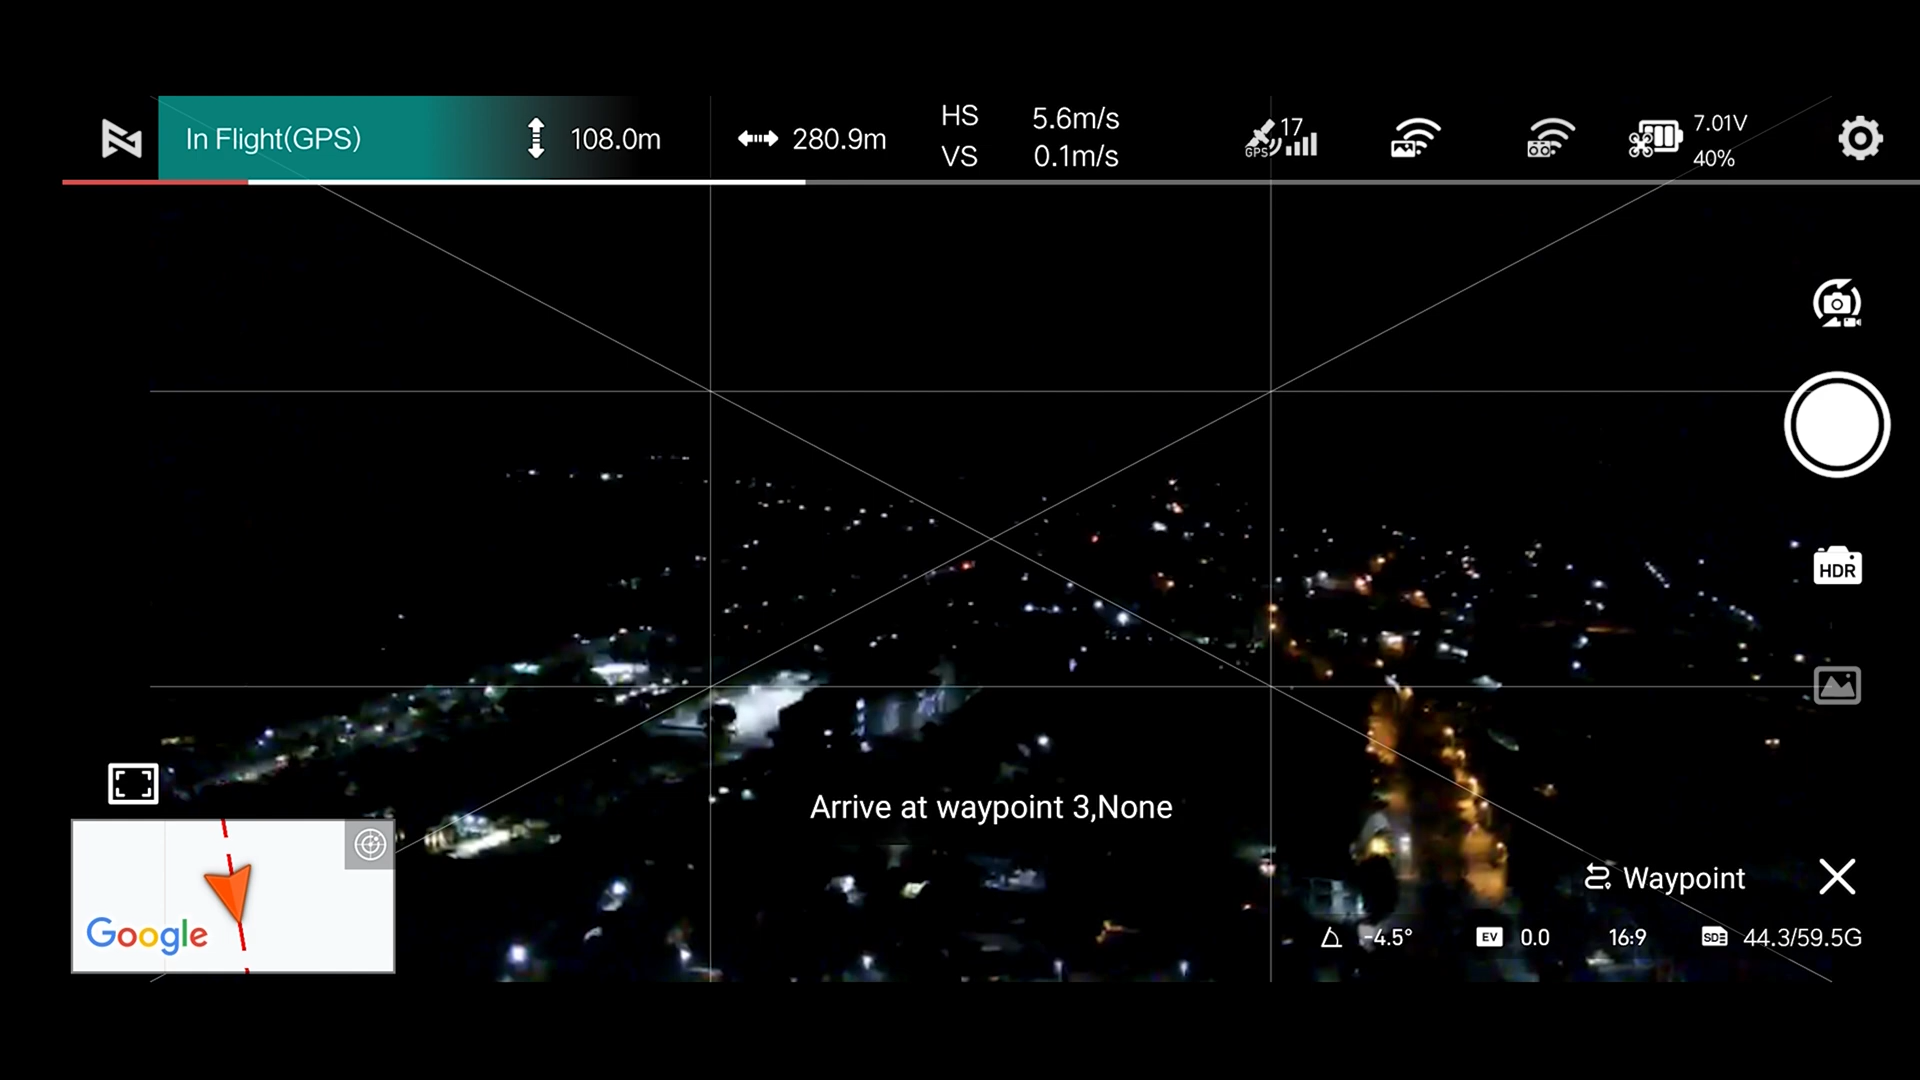 In Flight(GPS)
108.0m
280.9m
HS 5.6m/s
VS 0.1m/s
GPS
17
7.01V
40%
HDR
Arrive at waypoint 3,None
Google
Waypoint
-4.5°
EV 0.0
16:9
SD 44.3/59.5G